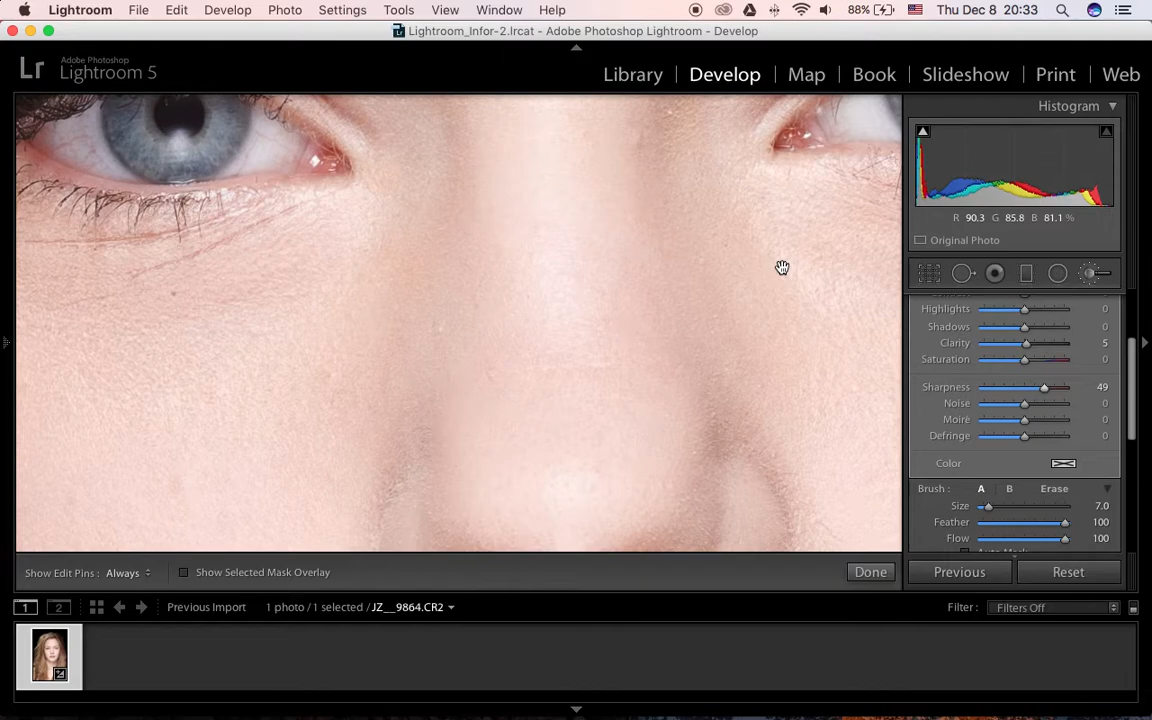 Lightroom File Edit Develop Photo Settings Tools View Window Help 88% Thu Dec 8 20:33
Lightroom_Infor-2.lrcat - Adobe Photoshop Lightroom - Develop
Lr Adobe Photoshop Lightroom 5
Library Develop Map Book Slideshow Print Web
Histogram
R 90.3 G 85.8 B 81.1 %
Original Photo
Highlights 0
Shadows 0
Clarity 5
Saturation 0
Sharpness 49
Noise 0
Moiré 0
Defringe 0
Color
Brush : A B Erase
Size 7.0
Feather 100
Flow 100
Auto Mask
Show Edit Pins : Always Show Selected Mask Overlay Done Previous Reset
1 2 Previous Import 1 photo / 1 selected / JZ__9864.CR2 Filter : Filters Off